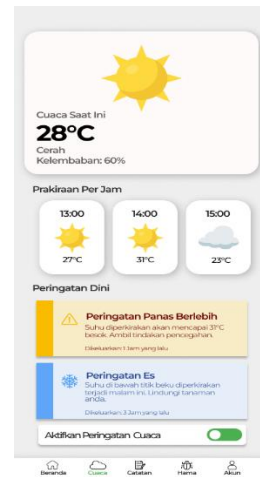 Cuaca Saat Ini
28°C
Cerah
Kelembaban: 60%
Prakiraan Per Jam
13:00 14:00 15:00
27°C 31°C 23°C
Peringatan Dini
Peringatan Panas Berlebih
Suhu diperkirakan akan mencapai 31°C
besok. Ambil tindakan pencegahan.
Dikeluarkan: 1 Jam yang lalu
Peringatan Es
Suhu di bawah titik beku diperkirakan
terjadi malam ini. Lindungi tanaman
anda.
Dikeluarkan: 3 Jam yang lalu
Aktifkan Peringatan Cuaca
Beranda Cuaca Catatan Hama Akun